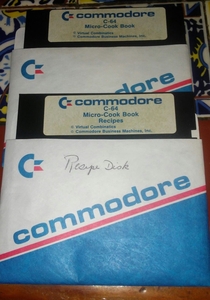 commodore
C-64
Micro-Cook Book
© Virtual Combinatics
© Commodore Business Machines, Inc.
commodore
commodore
C-64
Micro-Cook Book
Recipes
© Virtual Combinatics
© Commodore Business Machines, Inc.
Recipe Disk
commodore